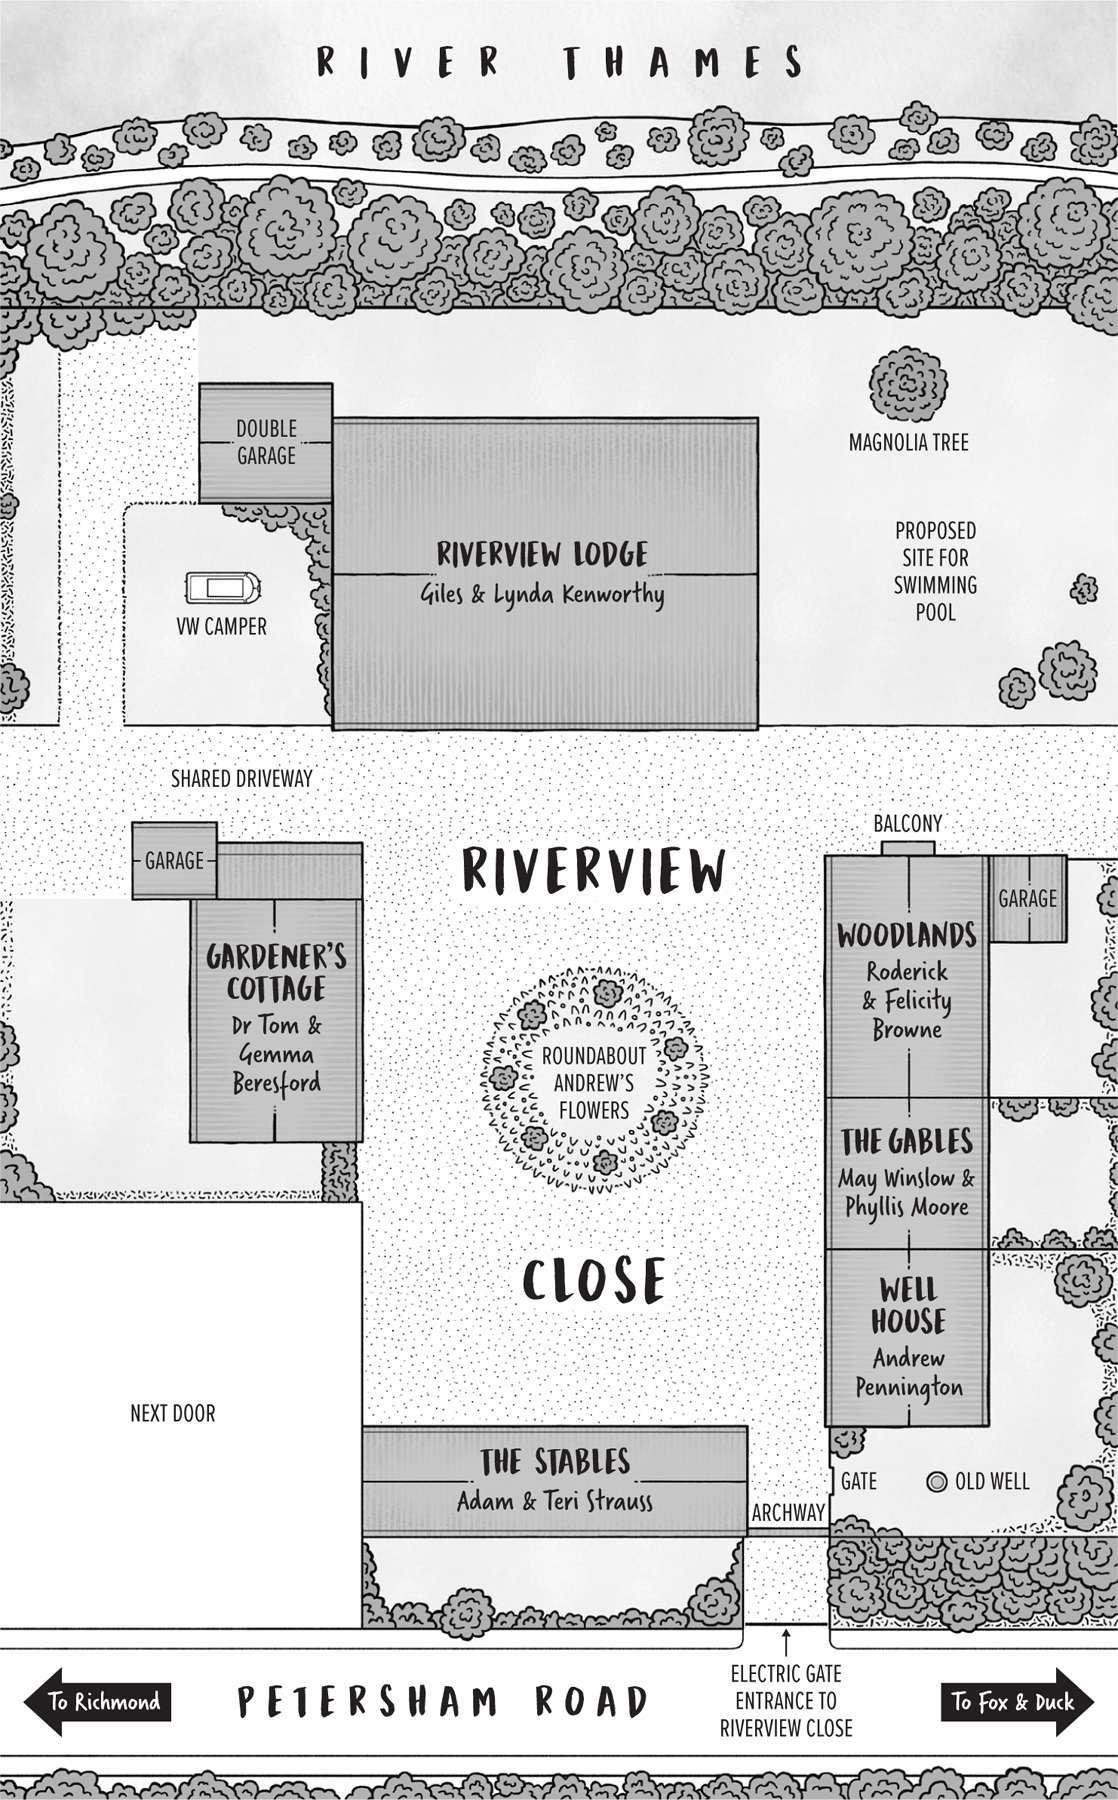 RIVER THAMES
DOUBLE
GARAGE
MAGNOLIA TREE
RIVERVIEW LODGE
Giles & Lynda Kenworthy
PROPOSED
SITE FOR
SWIMMING
POOL
VW CAMPER
SHARED DRIVEWAY
BALCONY
GARAGE
RIVERVIEW
GARAGE
GARDENER'S
COTTAGE
Dr Tom &
Gemma
Beresford
WOODLANDS
Roderick
& Felicity
Browne
ROUNDABOUT
ANDREW'S
FLOWERS
THE GABLES
May Winslow &
Phyllis Moore
CLOSE
WELL
HOUSE
Andrew
Pennington
NEXT DOOR
THE STABLES
Adam & Teri Strauss
GATE
OLD WELL
ARCHWAY
To Richmond
PETERSHAM ROAD
ELECTRIC GATE
ENTRANCE TO
RIVERVIEW CLOSE
To Fox & Duck